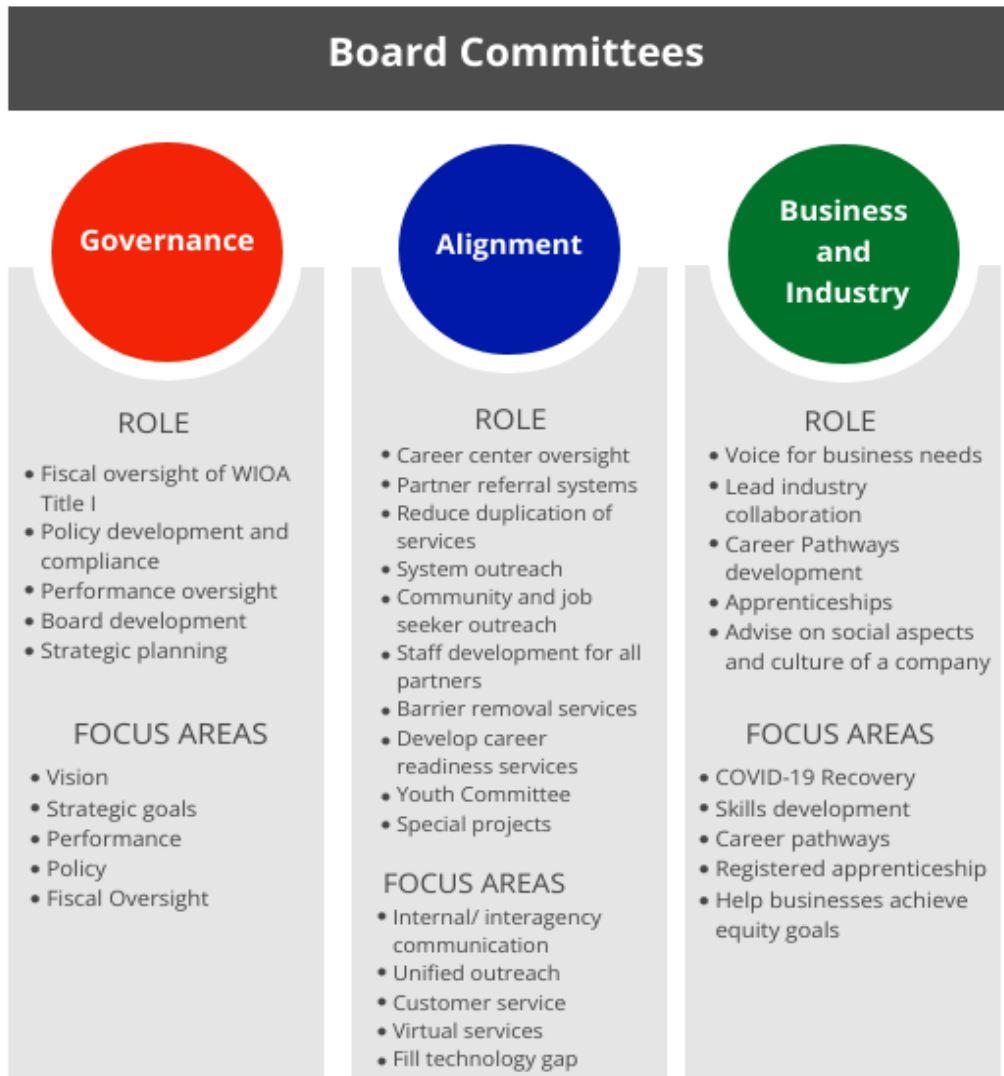 Board Committees
Governance
ROLE
• Fiscal oversight of WIOA
Title I
• Policy development and
compliance
• Performance oversight
• Board development
• Strategic planning
FOCUS AREAS
• Vision
• Strategic goals
• Performance
• Policy
• Fiscal Oversight
Alignment
ROLE
• Career center oversight
• Partner referral systems
• Reduce duplication of
services
• System outreach
• Community and job
seeker outreach
• Staff development for all
partners
• Barrier removal services
• Develop career
readiness services
• Youth Committee
• Special projects
FOCUS AREAS
• Internal/ interagency
communication
• Unified outreach
• Customer service
• Virtual services
• Fill technology gap
Business
and
Industry
ROLE
• Voice for business needs
• Lead industry
collaboration
• Career Pathways
development
• Apprenticeships
• Advise on social aspects
and culture of a company
FOCUS AREAS
• COVID-19 Recovery
• Skills development
• Career pathways
• Registered apprenticeship
• Help businesses achieve
equity goals